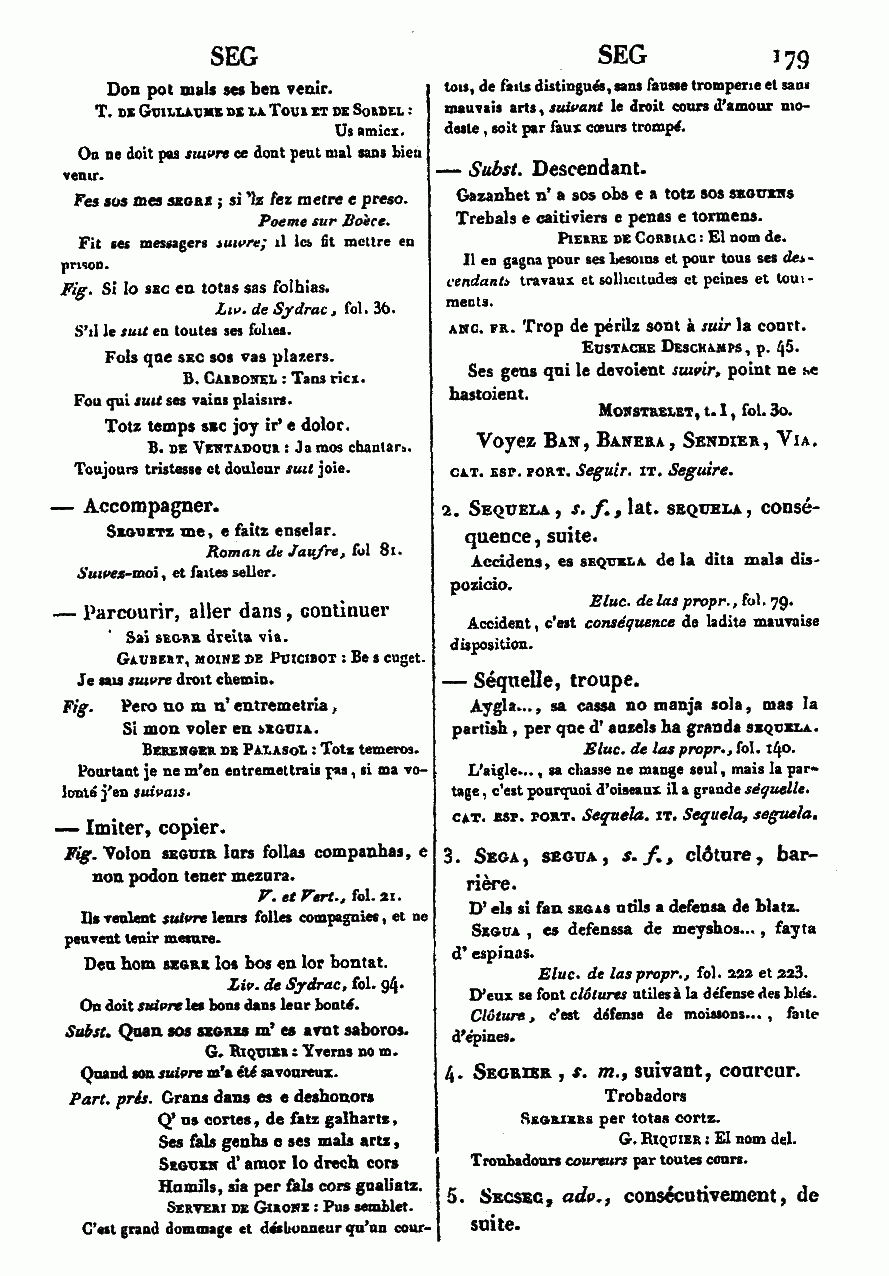 SEG
SEG
179
Don pot mals ses ben venir.
T. DE GUILLAUME DE LA TOUR ET DE SORDEL:
Us amicx.
On ne doit pas suivre ce dont peut mal sans bien
venir.
Fes sos mes SEGRE; si 'lz fez metre e preso.
Poeme sur Boèce.
Fit ses messagers suivre; il les fit mettre en
prison.
Fig. Si lo SEC en totas sas folhias.
Liv. de Sydrac, fol. 36.
S'il le suit en toutes ses folies.
Fols que SEC sos vas plazers.
B. CARBONEL: Tans ricx.
Fou qui suit ses vains plaisirs.
Totz temps SEC joy ir' e dolor.
B. DE VENTADOUR: Ja mos chantars.
Toujours tristesse et douleur suit joie.
— Accompagner.
SEGUETZ me, e faitz enselar.
Roman de Jaufre, fol 81.
Suives-moi, et faites seller.
— Parcourir, aller dans, continuer
Sai SEGRE dreita via.
GAUBERT, MOINE DE PUICIBOT: Be s cuget.
Je sais suivre droit chemin.
Fig. Pero no m n' entremetria,
Si mon voler en SEGUIA.
BERENGER DE PALASOL: Totz temeros.
Pourtant je ne m'en entremettrais pas, si ma vo-
lonté j'en suivais.
— Imiter, copier.
Fig. Volon SEGUIR lurs follas companhas, e
non podon tener mezura.
V. et Vert., fol. 21.
Ils veulent suivre leurs folles compagnies, et ne
peuvent tenir mesure.
Deu hom SEGRE los bos en lor bontat.
Liv. de Sydrac, fol. 94.
On doit suivre les bons dans leur bonté.
Subst. Quan sos SEGRES m' es avut saboros.
G. RIQUIER: Yverns no m.
Quand son suivre m'a été savoureux.
Part. prés. Grans dans es e deshonors
Q' us cortes, de fatz galhartz,
Ses fals genhs e ses mals artz,
SEGUEN d' amor lo drech cors
Humils, sia per fals cors gualiatz.
SERVERI DE GIRONE: Pus semblet.
C'est grand dommage et déshonneur qu'un cour-
tois, de faits distingués, sans fausse tromperie et sans
mauvais arts, suivant le droit cours d'amour mo-
deste, soit par faux cœurs trompé.
— Subst. Descendant.
Gazanhet n' a sos obs e a totz sos SEGUENS
Trebals e caitiviers e penas e tormens.
PIERRE DE CORBIAC: El nom de.
Il en gagna pour ses besoins et pour tous ses des-
cendants travaux et sollicitudes et peines et tour-
ments.
ANC. FR. Trop de périlz sont à suir la court.
EUSTACHE DESCHAMPS, p. 45.
Ses gens qui le devoient suivir, point ne se
hastoient.
MONSTRELET, t. I, fol. 30.
Voyez BAN, BANERA, SENDIER, VIA.
CAT. ESP. PORT. Seguir. IT. Seguire.
2. SEQUELA, s. f., lat. SEQUELA, consé-
quence, suite.
Accidens, es SEQUELA de la dita mala dis-
pozicio.
Eluc. de las propr., fol. 79.
Accident, c'est conséquence de ladite mauvaise
disposition.
— Séquelle, troupe.
Aygla..., sa cassa no manja sola, mas la
partish, per que d' auzels ha granda SEQUELA.
Eluc. de las propr., fol. 140.
L'aigle..., sa chasse ne mange seul, mais la par-
tage, c'est pourquoi d'oiseaux il a grande séquelle.
CAT. ESP. PORT. Sequela. IT. Sequela, seguela.
3. SEGA, SEGUA, s. f., clôture, bar-
rière.
D' els si fan SEGAS utils a defensa de blatz.
SEGUA, es defenssa de meyshos..., fayta
d' espinas.
Eluc. de las propr., fol. 222 et 223.
D'eux se font clôtures utiles à la défense des blés.
Clôture, c'est défense de moissons..., faite
d'épines.
4. SEGRIER, s. m., suivant, coureur.
Trobadors
SEGRIERS per totas cortz.
G. RIQUIER: El nom del.
Troubadours coureurs par toutes cours.
5. SECSEG, adv., consécutivement, de
suite.